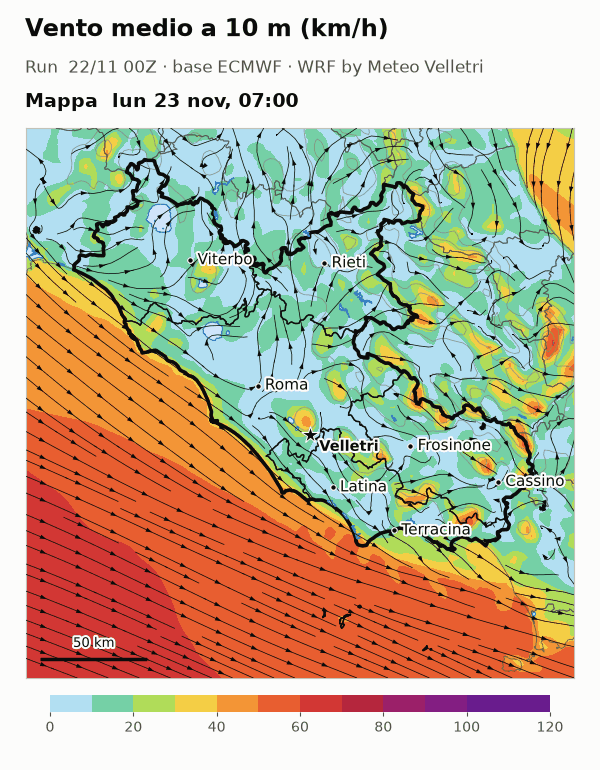 Vento medio a 10 m (km/h)
Run  22/11 00Z · base ECMWF · WRF by Meteo Velletri
Mappa  lun 23 nov, 07:00
Viterbo
Rieti
Roma
Velletri
Frosinone
Cassino
Latina
Terracina
50 km
0 20 40 60 80 100 120